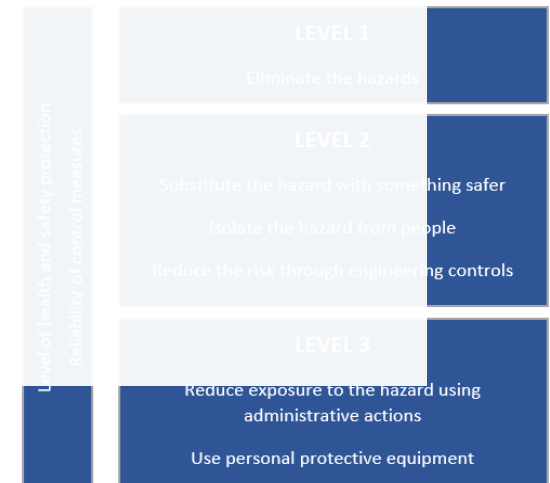 Level of health and safety protection
Reliability of control measures
LEVEL 1
Eliminate the hazards
LEVEL 2
Substitute the hazard with something safer
Isolate the hazard from people
Reduce the risk through engineering controls
LEVEL 3
Reduce exposure to the hazard using
administrative actions
Use personal protective equipment